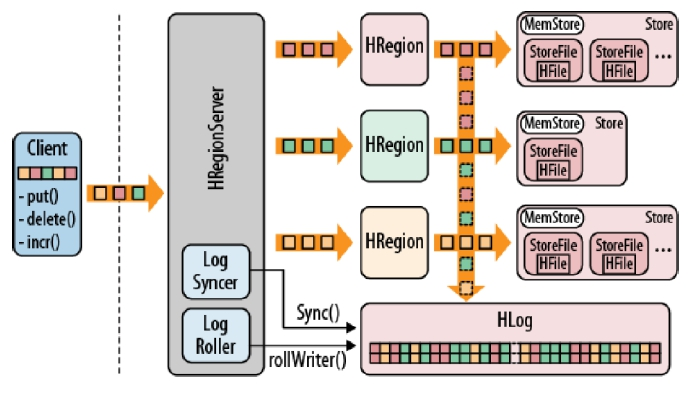 Client
- put()
- delete()
- incr()
HRegionServer
Log
Syncer
Log
Roller
Sync()
rollWriter()
HRegion
MemStore
Store
StoreFile
HFile
StoreFile
HFile
...
HRegion
MemStore
Store
StoreFile
HFile
HRegion
MemStore
Store
StoreFile
HFile
StoreFile
HFile
...
HLog